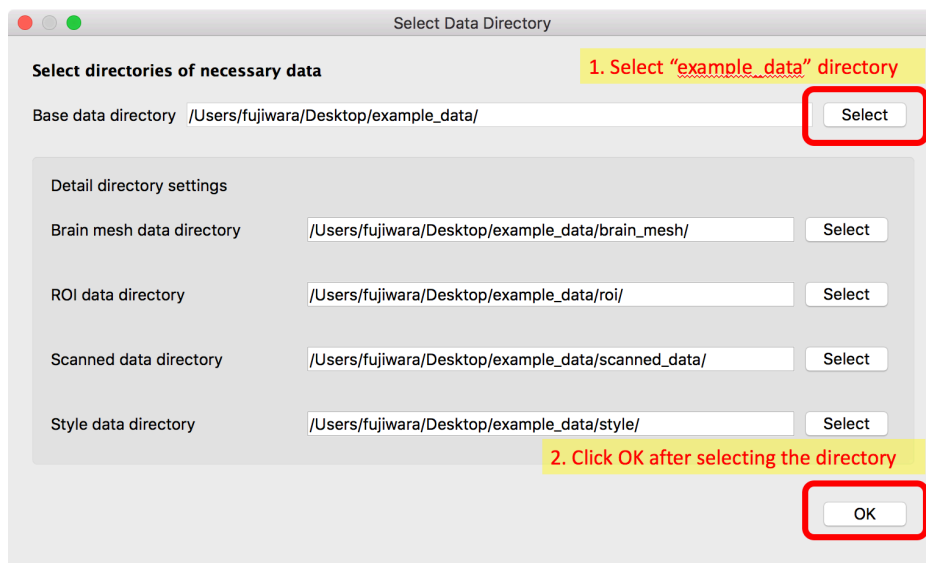 Select Data Directory
1. Select “example_data” directory
Select directories of necessary data
Base data directory /Users/fujiwara/Desktop/example_data/ Select
Detail directory settings
Brain mesh data directory /Users/fujiwara/Desktop/example_data/brain_mesh/ Select
ROI data directory /Users/fujiwara/Desktop/example_data/roi/ Select
Scanned data directory /Users/fujiwara/Desktop/example_data/scanned_data/ Select
Style data directory /Users/fujiwara/Desktop/example_data/style/ Select
2. Click OK after selecting the directory
OK